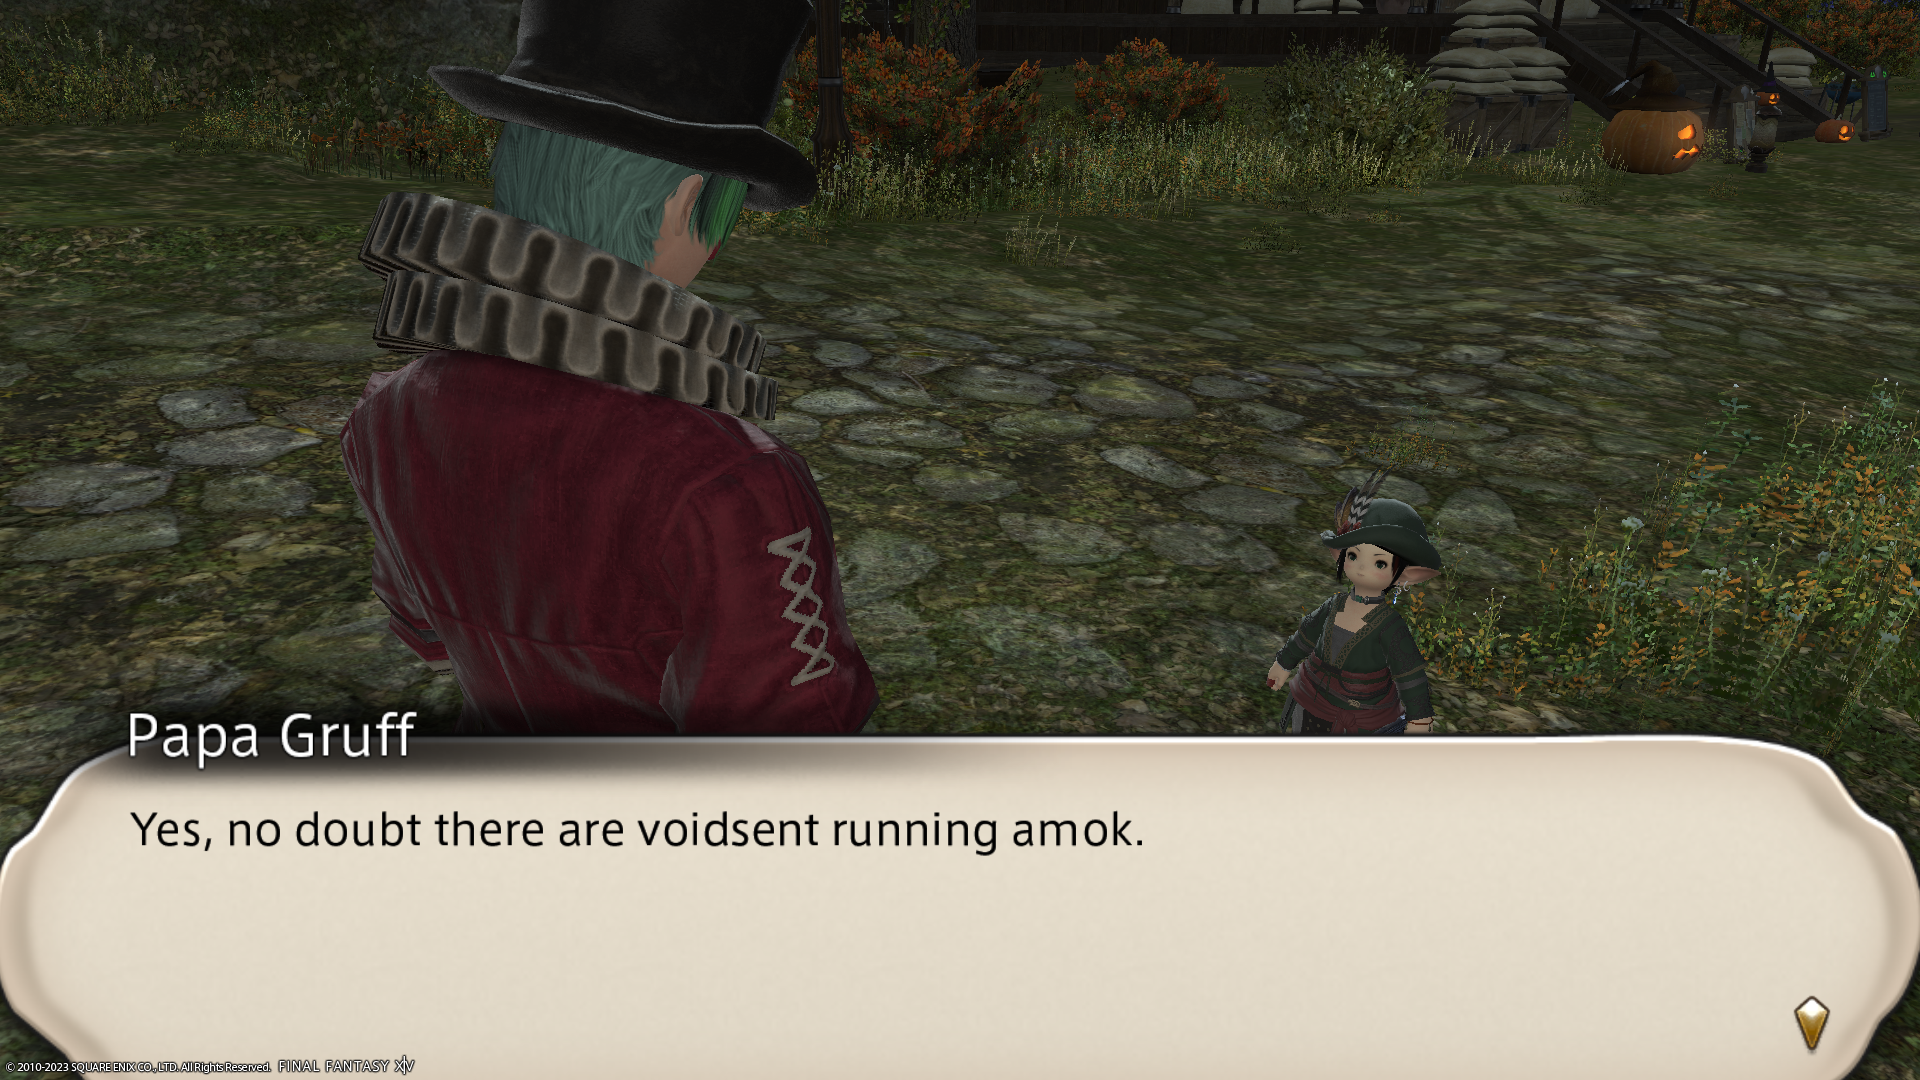 Papa Gruff
Yes, no doubt there are voidsent running amok.
© 2010-2023 SQUARE ENIX CO., LTD. All Rights Reserved. FINAL FANTASY XIV